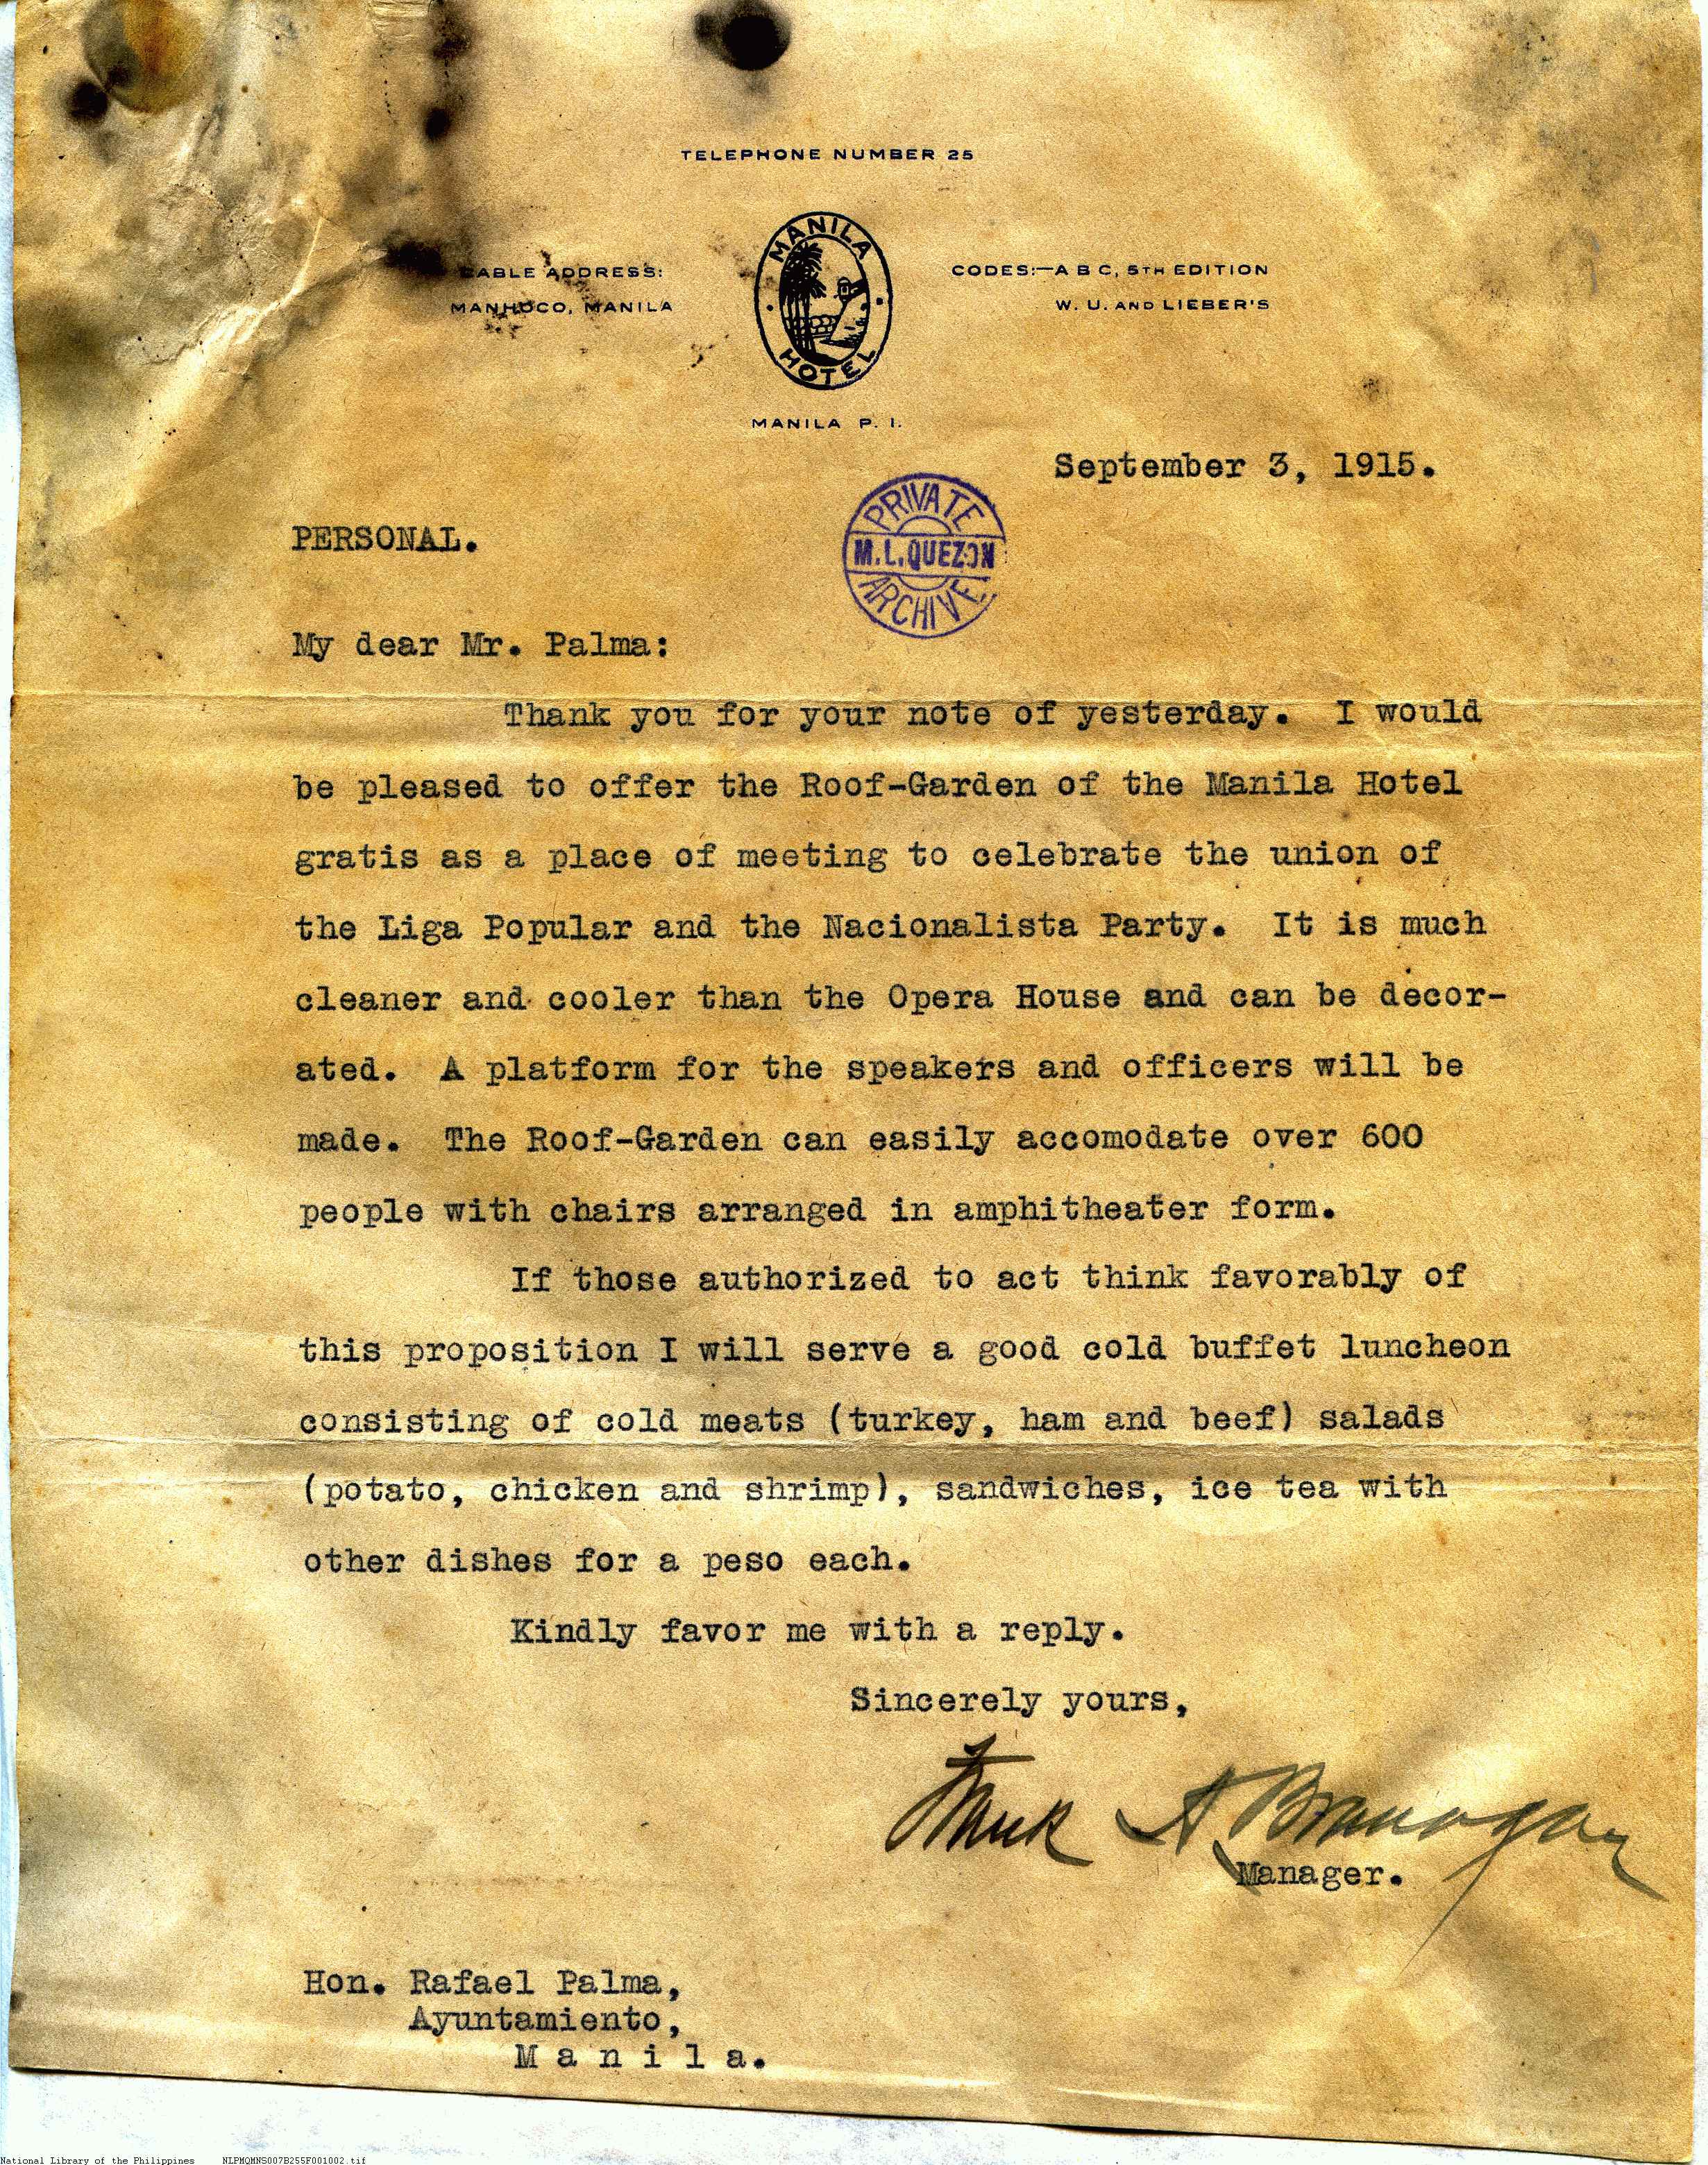 TELEPHONE NUMBER 25
CABLE ADDRESS:
MANHOCO, MANILA
MANILA
HOTEL
CODES:—A B C, 5TH EDITION
W. U. AND LIEBER'S
MANILA P. I.
September 3, 1915.
PRIVATE
M.L.QUEZON
ARCHIVE
PERSONAL.
My dear Mr. Palma:
Thank you for your note of yesterday. I would
be pleased to offer the Roof-Garden of the Manila Hotel
gratis as a place of meeting to celebrate the union of
the Liga Popular and the Nacionalista Party. It is much
cleaner and cooler than the Opera House and can be decor-
ated. A platform for the speakers and officers will be
made. The Roof-Garden can easily accomodate over 600
people with chairs arranged in amphitheater form.
If those authorized to act think favorably of
this proposition I will serve a good cold buffet luncheon
consisting of cold meats (turkey, ham and beef) salads
(potato, chicken and shrimp), sandwiches, ice tea with
other dishes for a peso each.
Kindly favor me with a reply.
Sincerely yours,
Frank A Branagan
Manager.
Hon. Rafael Palma,
Ayuntamiento,
M a n i l a.
National Library of the Philippines NLPMQMNS007B255F001002.tif